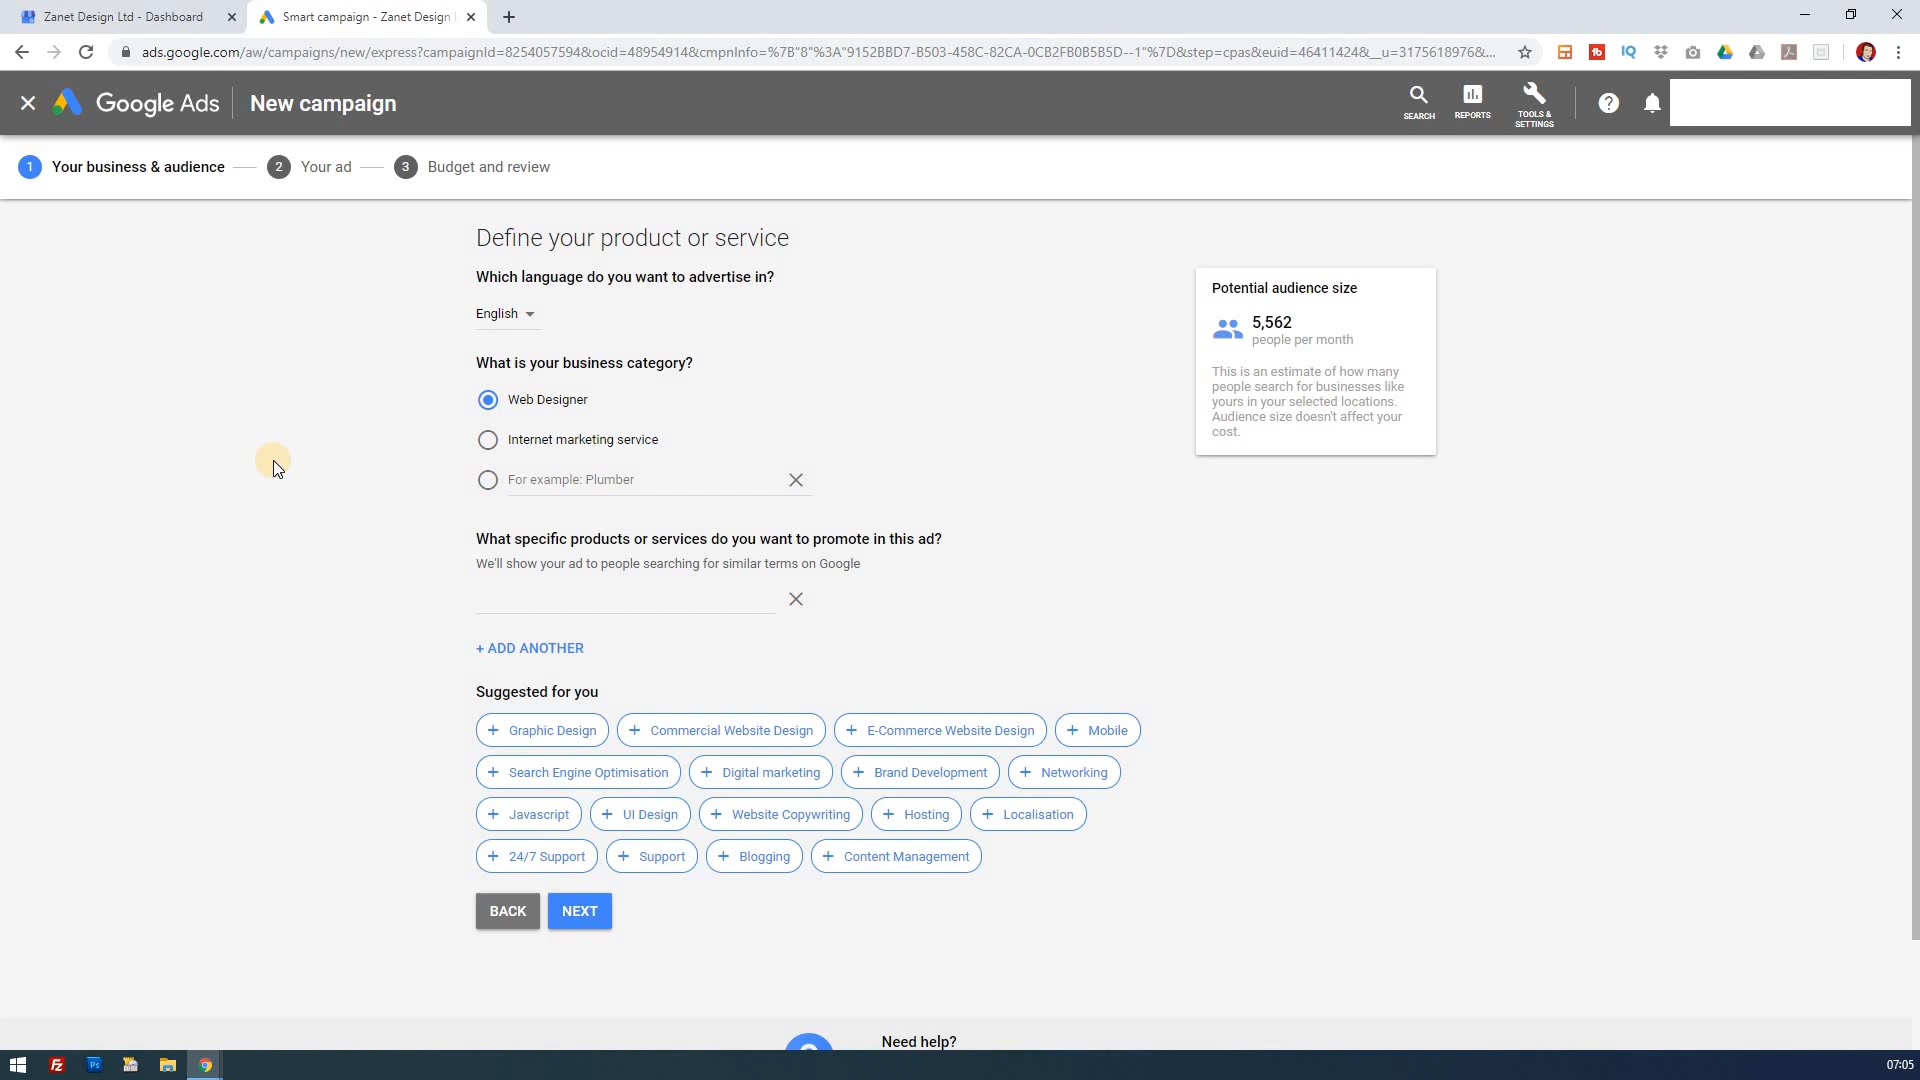 Zanet Design Ltd - Dashboard
Smart campaign - Zanet Design
ads.google.com/aw/campaigns/new/express?campaignId=8254057594&ocid=48954914&cmpnInfo=%7B"8"%3A"9152BBD7-B503-458C-82CA-0CB2FB0B5B5D--1"%7D&step=cpas&euid=46411424&__u=3175618976&...
Google Ads New campaign
SEARCH
REPORTS
TOOLS & SETTINGS
1 Your business & audience
2 Your ad
3 Budget and review
Define your product or service
Which language do you want to advertise in?
English
What is your business category?
Web Designer
Internet marketing service
For example: Plumber
What specific products or services do you want to promote in this ad?
We'll show your ad to people searching for similar terms on Google
+ ADD ANOTHER
Suggested for you
+ Graphic Design + Commercial Website Design + E-Commerce Website Design + Mobile
+ Search Engine Optimisation + Digital marketing + Brand Development + Networking
+ Javascript + UI Design + Website Copywriting + Hosting + Localisation
+ 24/7 Support + Support + Blogging + Content Management
BACK NEXT
Potential audience size
5,562
people per month
This is an estimate of how many
people search for businesses like
yours in your selected locations.
Audience size doesn't affect your
cost.
Need help?
Fz
Ps
07:05